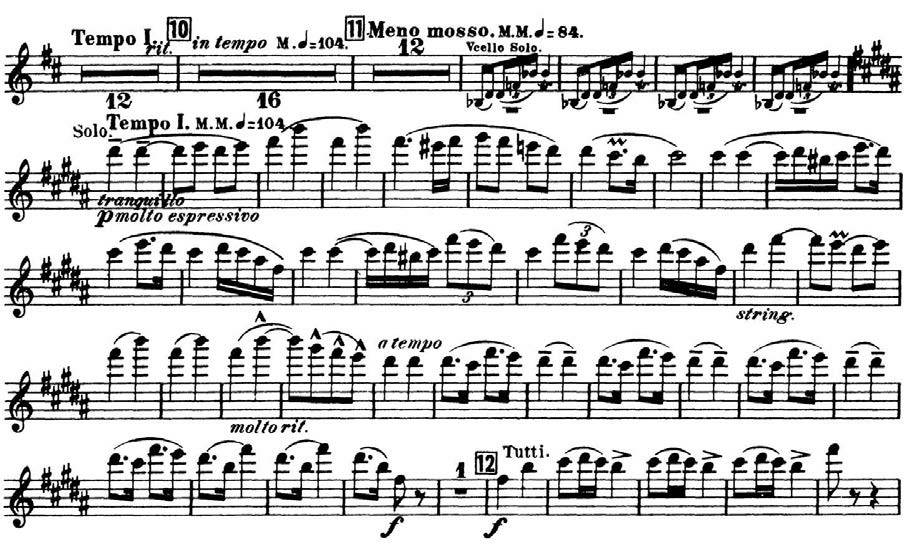 Tempo I. rit. 10 in tempo M. ♩=104. 11 Meno mosso. M.M. ♩=84.
12 Vcello Solo.
12 16
Solo. Tempo I. M.M. ♩=104.
tranquillo
p molto espressivo
3 3
string.
a tempo
molto rit.
1 12 Tutti.
f f